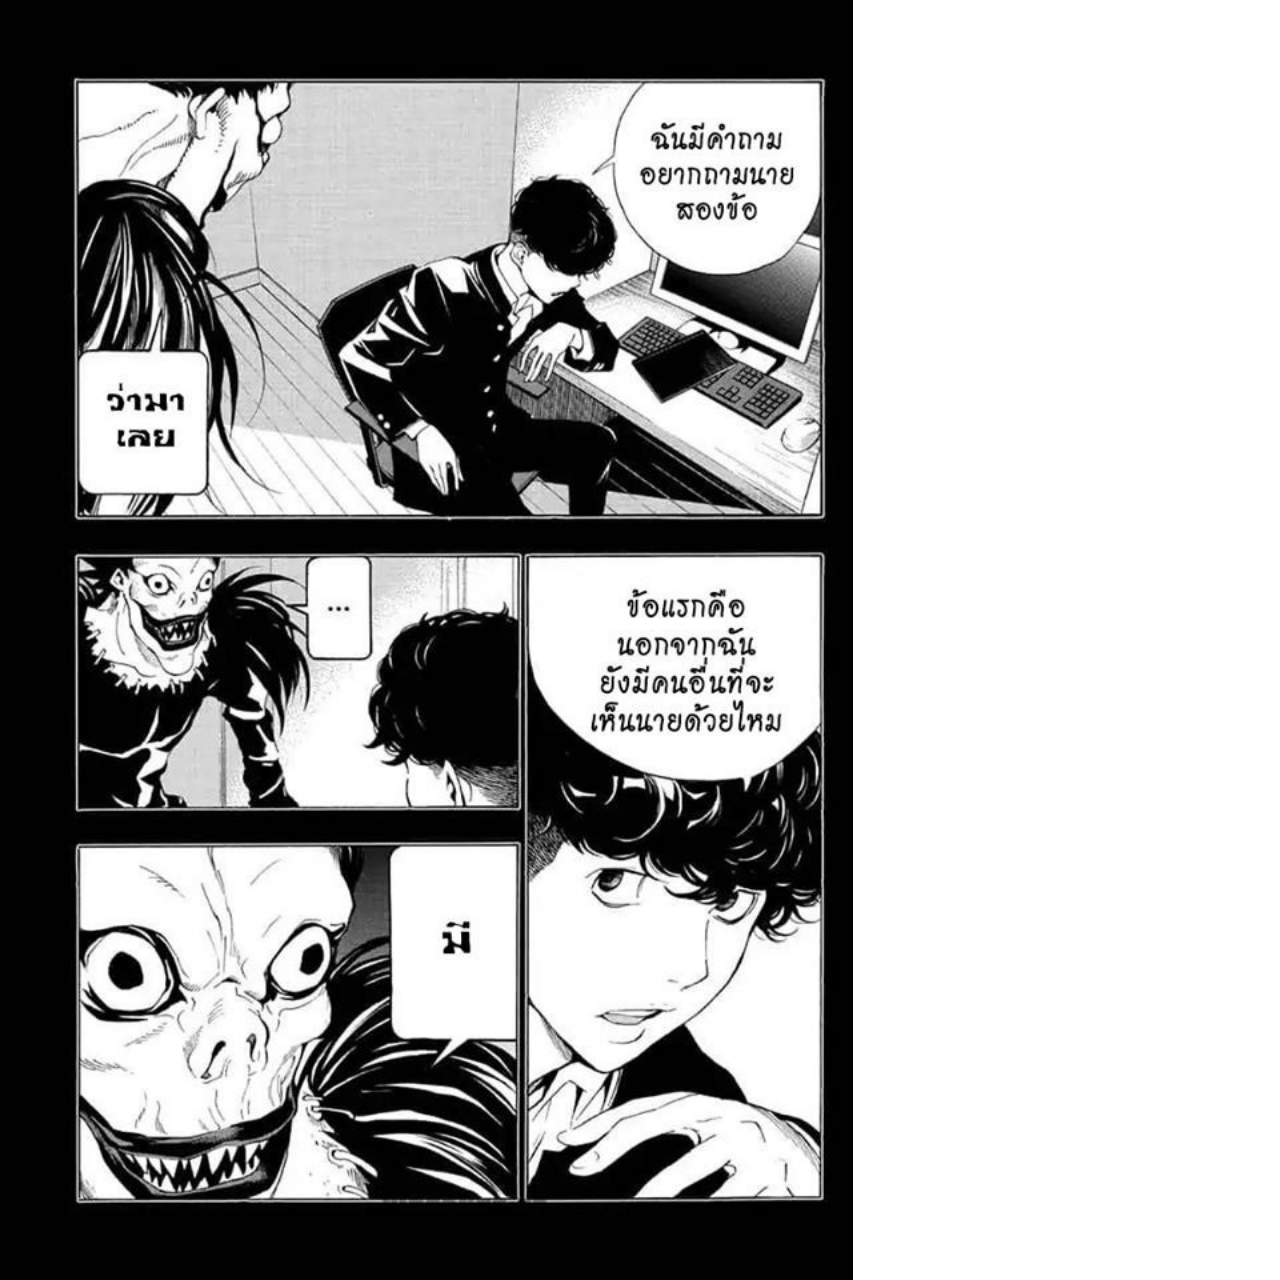 ฉันมีคำถาม
อยากถามนาย
สองข้อ
ว่ามา
เลย
ข้อแรกคือ
นอกจากฉัน
ยังมีคนอื่นที่จะ
เห็นนายด้วยไหม
...
มี